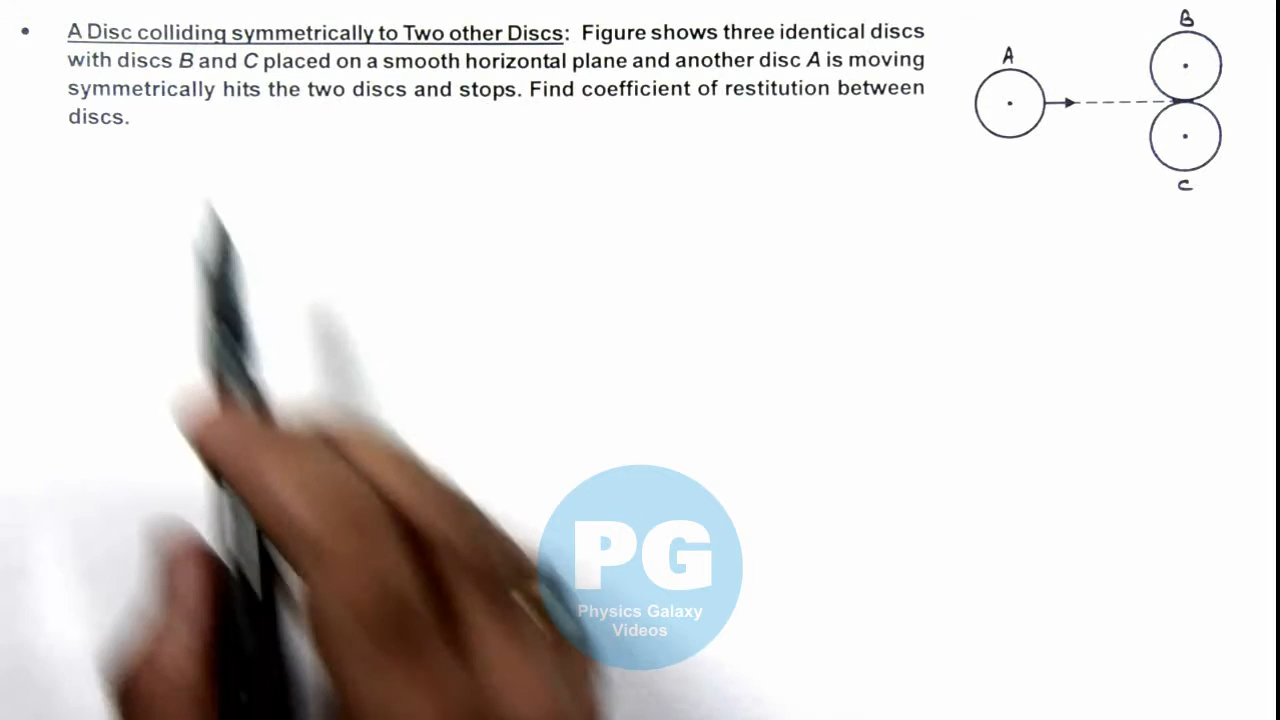 • A Disc colliding symmetrically to Two other Discs: Figure shows three identical discs
with discs B and C placed on a smooth horizontal plane and another disc A is moving
symmetrically hits the two discs and stops. Find coefficient of restitution between
discs.
A
B
C
PG
Physics Galaxy
Videos